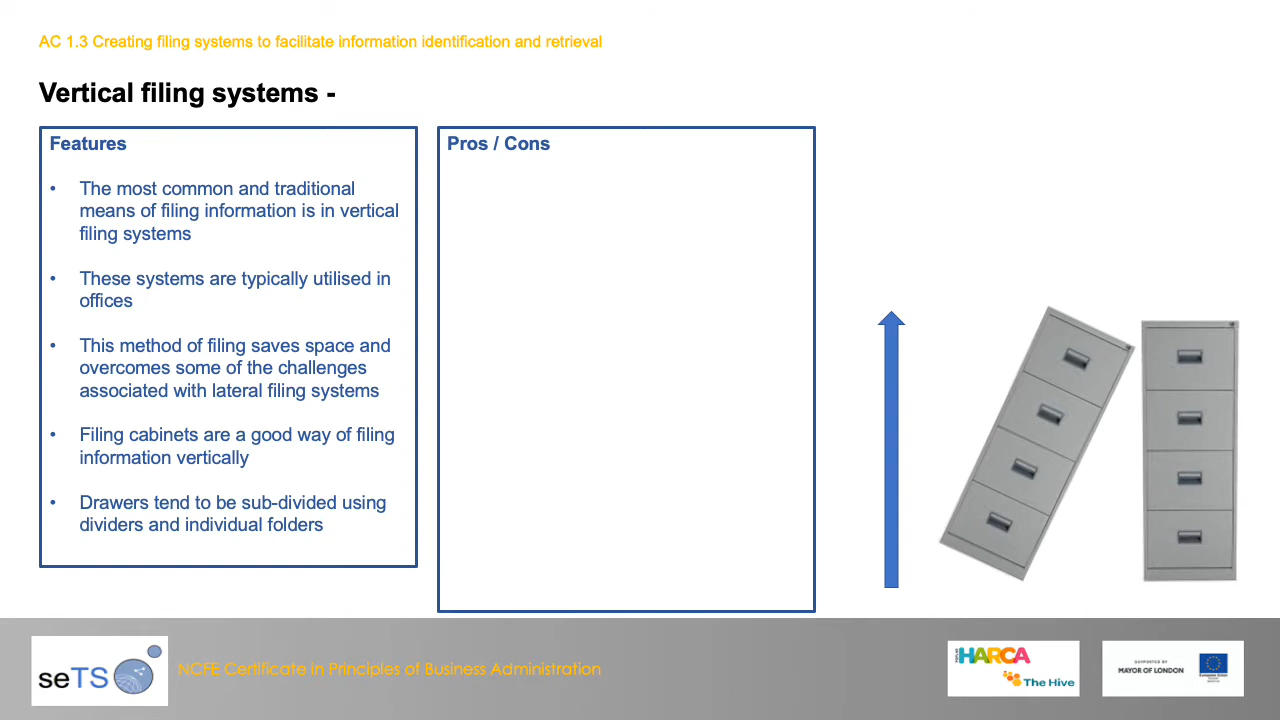 AC 1.3 Creating filing systems to facilitate information identification and retrieval
Vertical filing systems -
Features
• The most common and traditional
means of filing information is in vertical
filing systems
• These systems are typically utilised in
offices
• This method of filing saves space and
overcomes some of the challenges
associated with lateral filing systems
• Filing cabinets are a good way of filing
information vertically
• Drawers tend to be sub-divided using
dividers and individual folders
Pros / Cons
seTS
NCFE Certificate in Principles of Business Administration
HARCA
The Hive
SUPPORTED BY
MAYOR OF LONDON
European Union